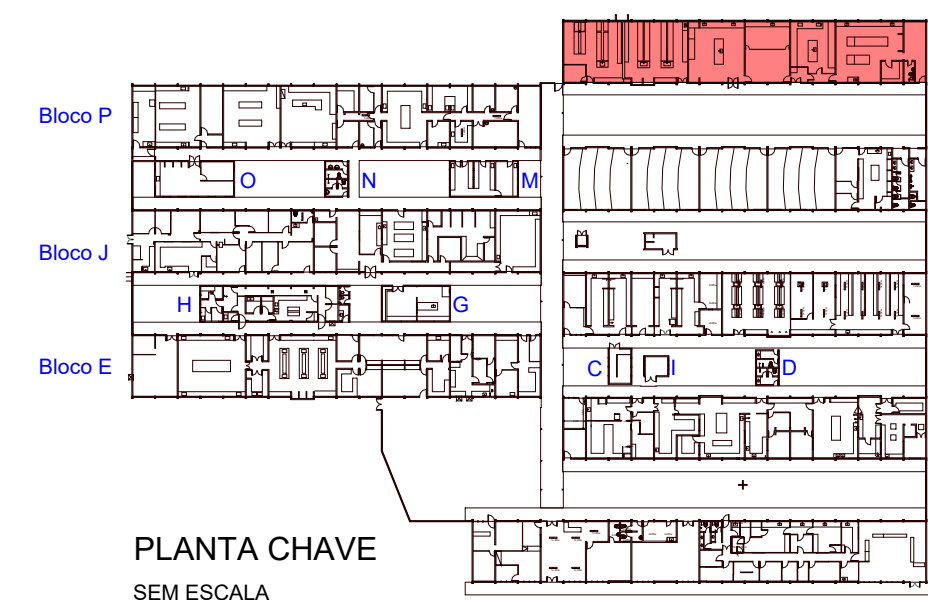 Bloco P
O N M
Bloco J
H G
Bloco E
C I D
PLANTA CHAVE
SEM ESCALA